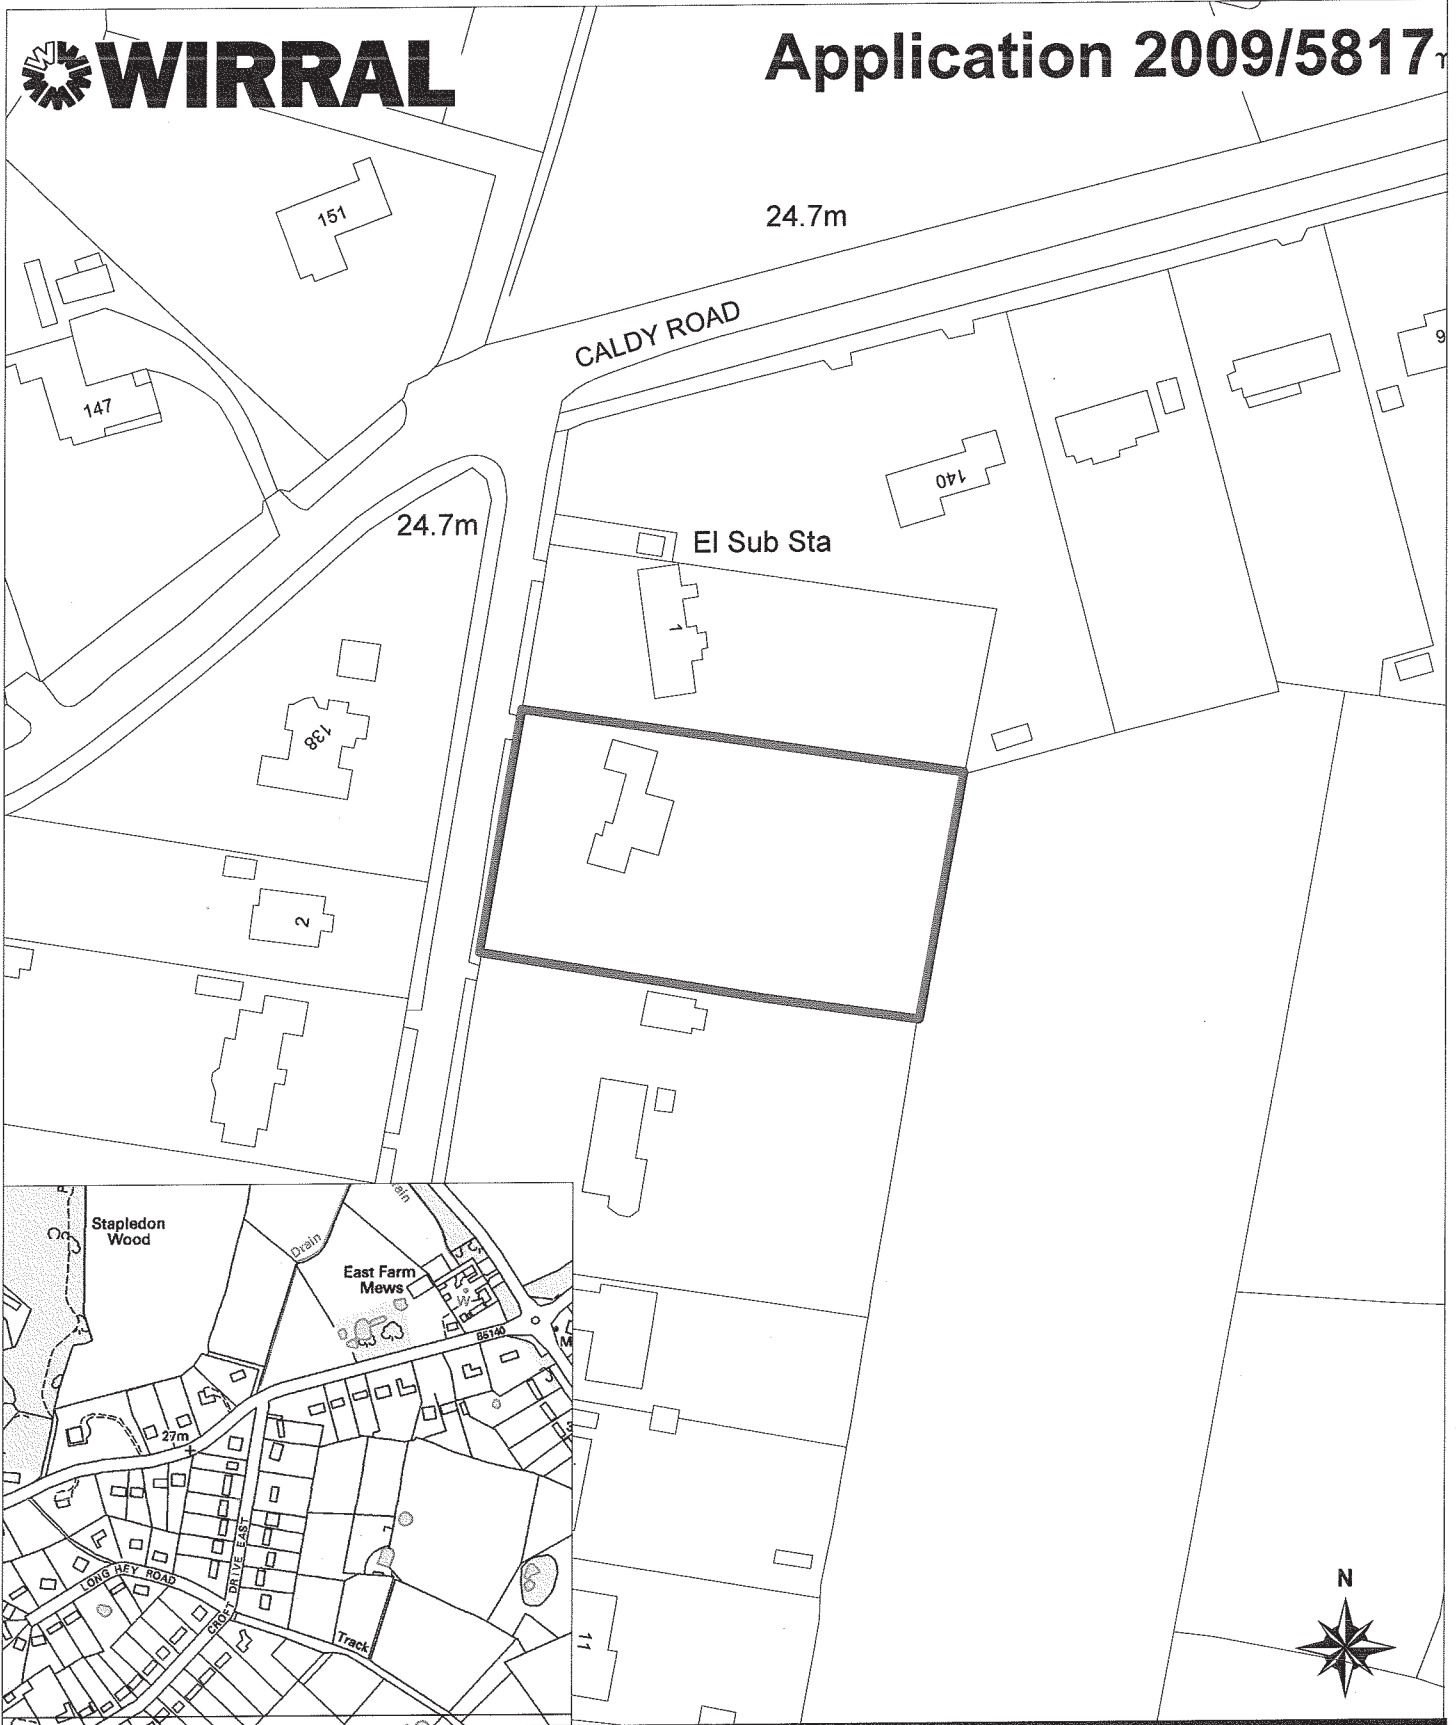 WIRRAL
Application 2009/5817
151
24.7m
CALDY ROAD
9
147
140
24.7m
El Sub Sta
1
138
2
Stapledon
Wood
Drain
East Farm
Mews
W
B5140
M
27m
LONG HEY ROAD
CROFT DRIVE EAST
Track
11
N